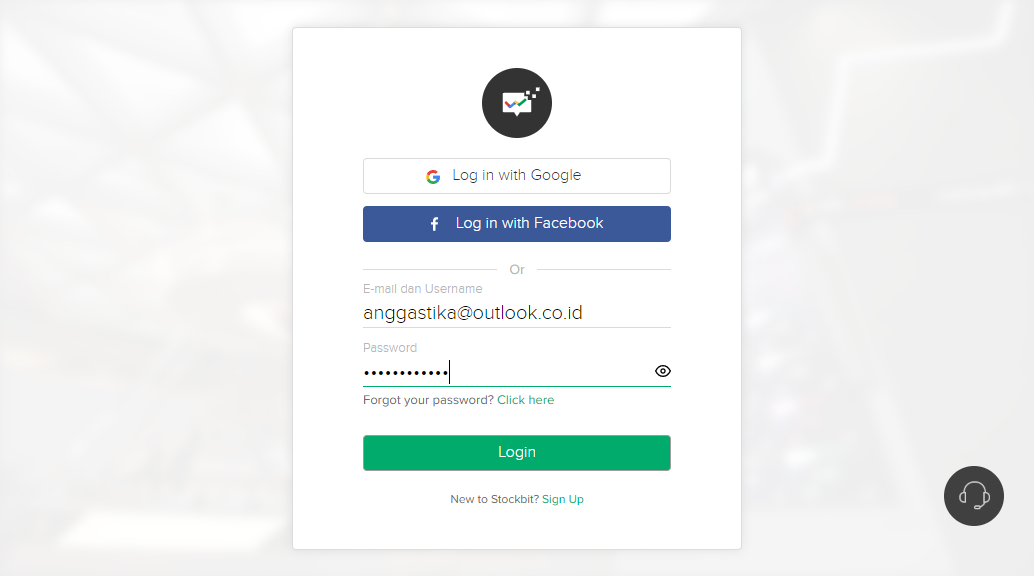 Log in with Google
Log in with Facebook
Or
E-mail dan Username
anggastika@outlook.co.id
Password
••••••••••••
Forgot your password? Click here
Login
New to Stockbit? Sign Up